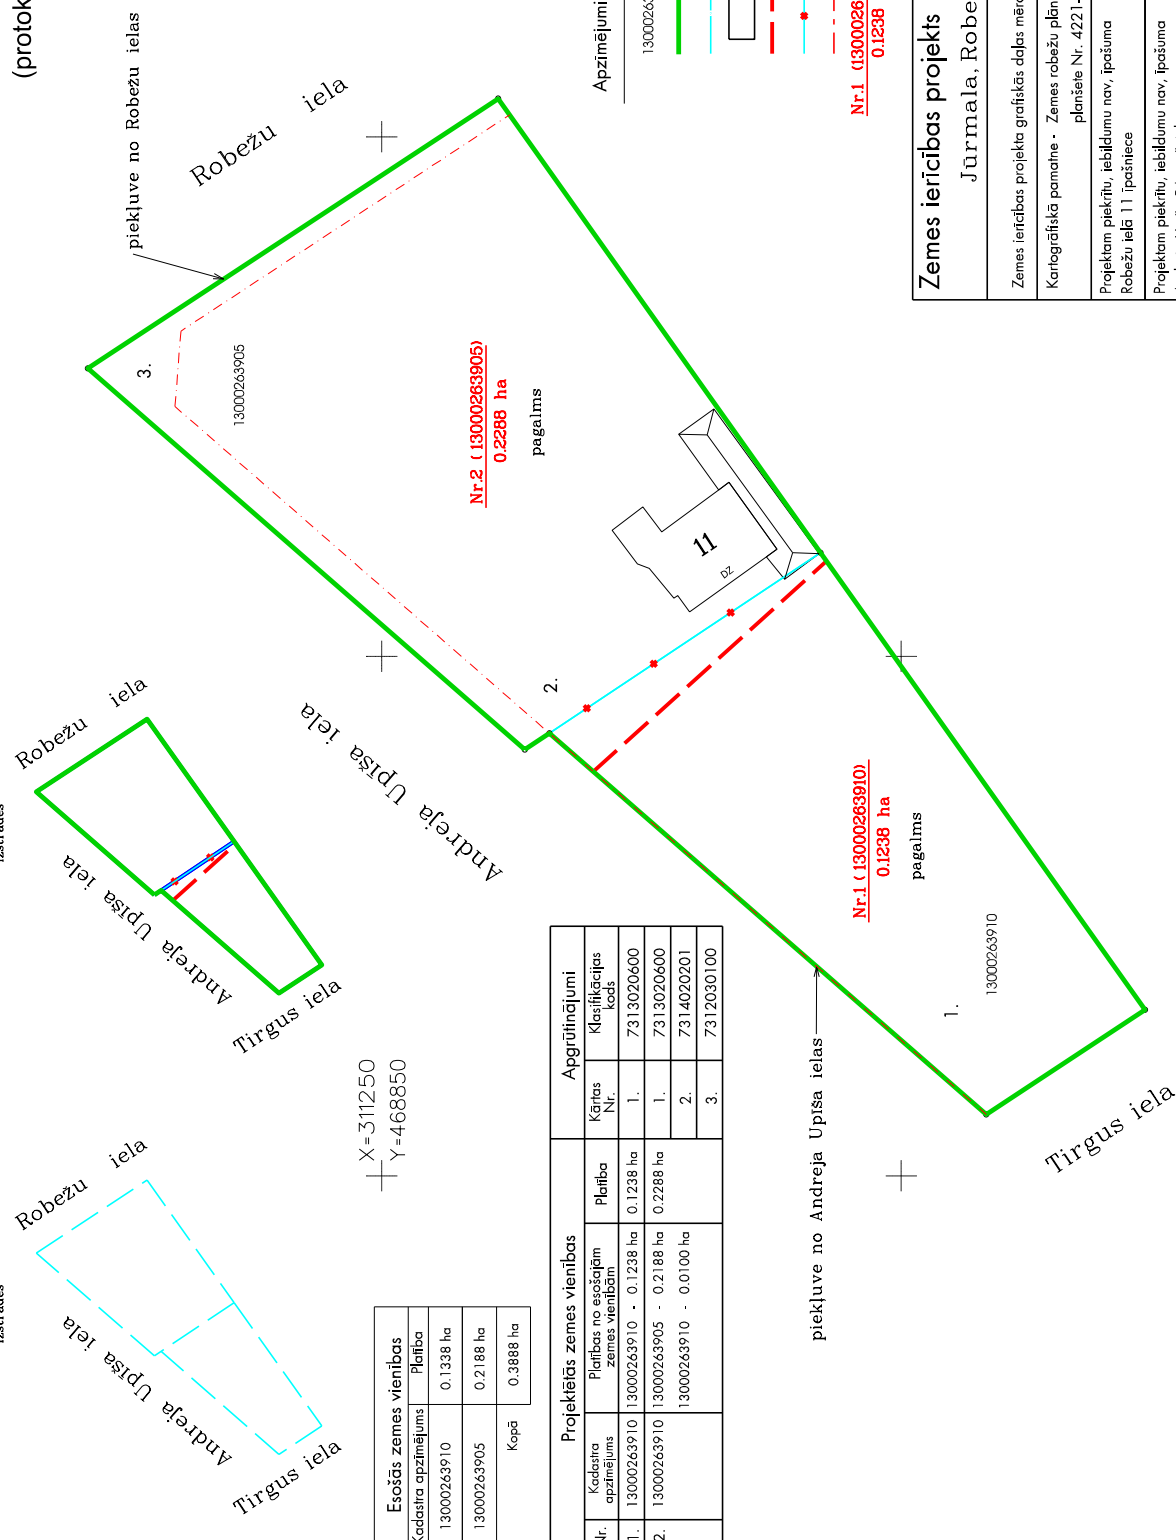 (protok
piekļuve no Robežu ielas
Robežu iela
3.
13000263905
Nr.2 ( 13000263905)
0.2288 ha
pagalms
11
DZ
2.
Andreja Upīša iela
Nr.1 ( 13000263910)
0.1238 ha
pagalms
13000263910
1.
piekļuve no Andreja Upīša ielas
Tirgus iela
Apzīmējumi
Nr.1 (1300026
0.1238
Zemes ierīcības projekts
Jūrmala, Robe
Zemes ierīcības projekta grafiskās daļas mēro
Kartogrāfiskā pamatne - Zemes robežu plān
planšete Nr. 4221-
Projektam piekrītu, iebildumu nav, īpašuma
Robežu ielā 11 īpašniece
Projektam piekrītu, iebildumu nav, īpašuma
izstrādes
Robežu iela
Andreja Upīša iela
Tirgus iela
izstrādes
Robežu iela
Andreja Upīša iela
Tirgus iela
X=311250
Y=468850
Esošās zemes vienības
Kadastra apzīmējums Platība
13000263910 0.1338 ha
13000263905 0.2188 ha
Kopā 0.3888 ha
Projektētās zemes vienības Apgrūtinājumi
Nr. Kadastra apzīmējums Platības no esošajām zemes vienībām Platība Kārtas Nr. Klasifikācijas kods
1. 13000263910 13000263910 - 0.1238 ha 0.1238 ha 1. 7313020600
2. 13000263910 13000263905 - 0.2188 ha 0.2288 ha 1. 7313020600
13000263910 - 0.0100 ha 2. 7314020201
3. 7312030100